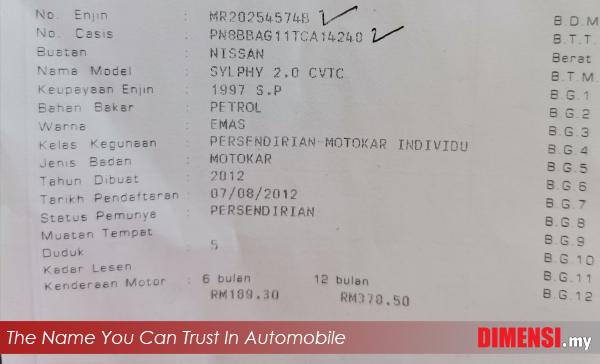 No. Enjin : MR20254574B B.D.M
No. Casis : PN8BBAG11TCA14240 B.T.T.
Buatan : NISSAN Berat
Nama Model : SYLPHY 2.0 CVTC B.T.M.
Keupayaan Enjin : 1997 S.P B.G.1
Bahan Bakar : PETROL B.G.2
Warna : EMAS B.G.3
Kelas Kegunaan : PERSENDIRIAN-MOTOKAR INDIVIDU B.G.4
Jenis Badan : MOTOKAR B.G.5
Tahun Dibuat : 2012 B.G.6
Tarikh Pendaftaran : 07/08/2012 B.G.7
Status Pemunya : PERSENDIRIAN B.G.8
Muatan Tempat B.G.9
Duduk : 5 B.G.10
Kadar Lesen B.G.11
Kenderaan Motor : 6 bulan 12 bulan B.G.12
RM189.30 RM378.50
The Name You Can Trust In Automobile
DIMENSI.my